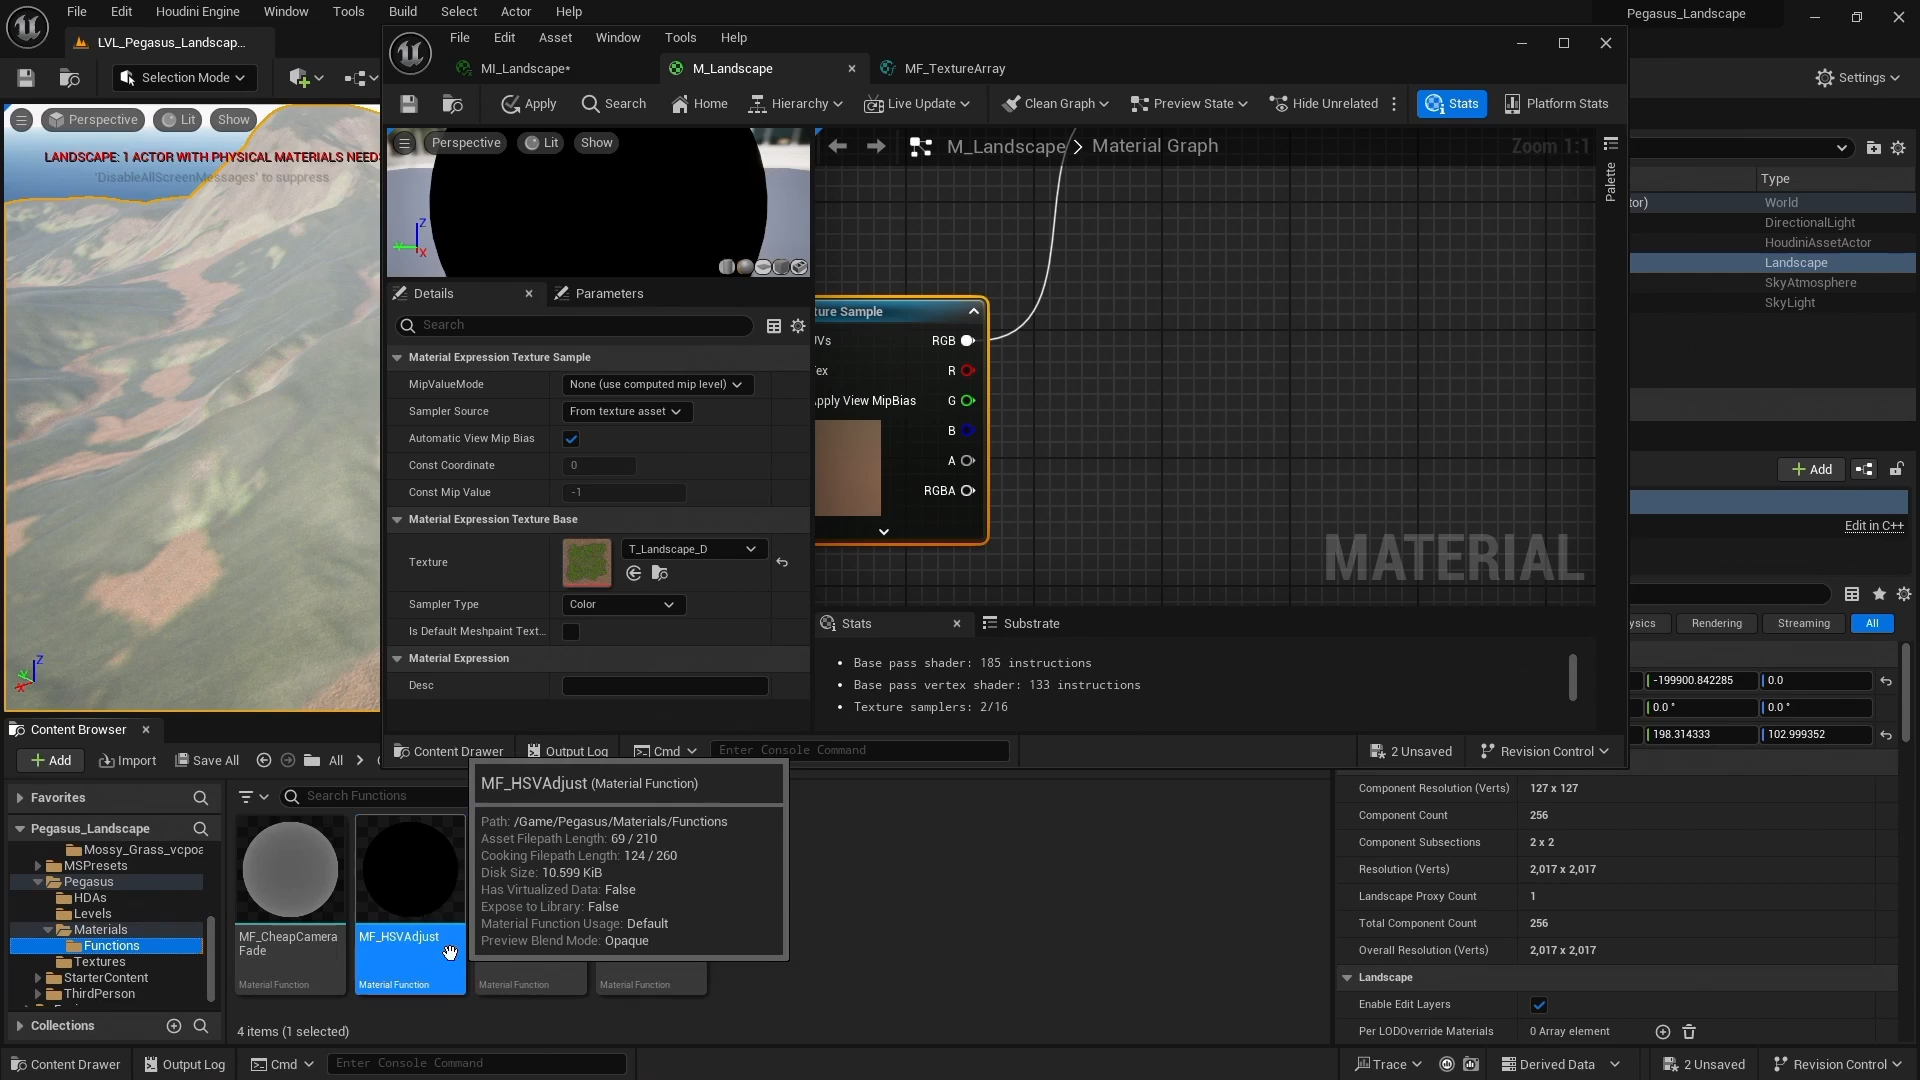 File Edit Houdini Engine Window Tools Build Select Actor Help
Pegasus_Landscape
LVL_Pegasus_Landscap...
Selection Mode
Settings
Perspective Lit Show
LANDSCAPE: 1 ACTOR WITH PHYSICAL MATERIALS NEEDS
'DisableAllScreenMessages' to suppress
File Edit Asset Window Tools Help
MI_Landscape*
M_Landscape
MF_TextureArray
Apply Search Home Hierarchy Live Update Clean Graph Preview State Hide Unrelated Stats Platform Stats
Perspective Lit Show
M_Landscape > Material Graph
Zoom 1:1
Palette
Details
Parameters
Search
Material Expression Texture Sample
MipValueMode None (use computed mip level)
Sampler Source From texture asset
Automatic View Mip Bias
Const Coordinate 0
Const Mip Value -1
Material Expression Texture Base
Texture T_Landscape_D
Sampler Type Color
Is Default Meshpaint Text...
Material Expression
Desc
ture Sample
UVs RGB
ex R
Apply View MipBias G
B
A
RGBA
MATERIAL
Stats
Substrate
• Base pass shader: 185 instructions
• Base pass vertex shader: 133 instructions
• Texture samplers: 2/16
Content Drawer Output Log Cmd Enter Console Command 2 Unsaved Revision Control
Type
tor) World
DirectionalLight
HoudiniAssetActor
Landscape
SkyAtmosphere
SkyLight
Add
Edit in C++
ysics Rendering Streaming All
-199900.842285 0.0
0.0 ° 0.0 °
198.314333 102.999352
Component Resolution (Verts) 127 x 127
Component Count 256
Component Subsections 2 x 2
Resolution (Verts) 2,017 x 2,017
Landscape Proxy Count 1
Total Component Count 256
Overall Resolution (Verts) 2,017 x 2,017
Landscape
Enable Edit Layers
Per LODOverride Materials 0 Array element
Content Browser
Add Import Save All All
Favorites
Pegasus_Landscape
Mossy_Grass_vcpoa
MSPresets
Pegasus
HDAs
Levels
Materials
Functions
Textures
StarterContent
ThirdPerson
Collections
Search Functions
MF_CheapCamera
Fade
Material Function
MF_HSVAdjust
Material Function
Material Function
Material Function
4 items (1 selected)
MF_HSVAdjust (Material Function)
Path: /Game/Pegasus/Materials/Functions
Asset Filepath Length: 69 / 210
Cooking Filepath Length: 124 / 260
Disk Size: 10.599 KiB
Has Virtualized Data: False
Expose to Library: False
Material Function Usage: Default
Preview Blend Mode: Opaque
Content Drawer Output Log Cmd Enter Console Command Trace Derived Data 2 Unsaved Revision Control